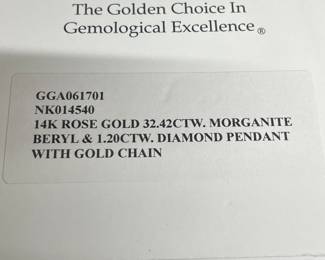 The Golden Choice In
Gemological Excellence®
GGA061701
NK014540
14K ROSE GOLD 32.42CTW. MORGANITE
BERYL & 1.20CTW. DIAMOND PENDANT
WITH GOLD CHAIN